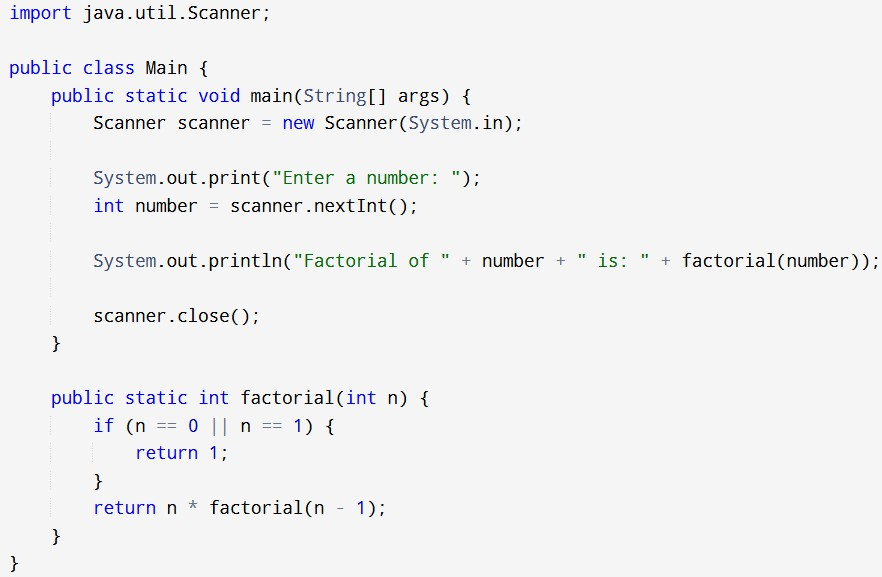 import java.util.Scanner;
public class Main {
    public static void main(String[] args) {
        Scanner scanner = new Scanner(System.in);
        System.out.print("Enter a number: ");
        int number = scanner.nextInt();
        System.out.println("Factorial of " + number + " is: " + factorial(number));
        scanner.close();
    }
    public static int factorial(int n) {
        if (n == 0 || n == 1) {
            return 1;
        }
        return n * factorial(n - 1);
    }
}